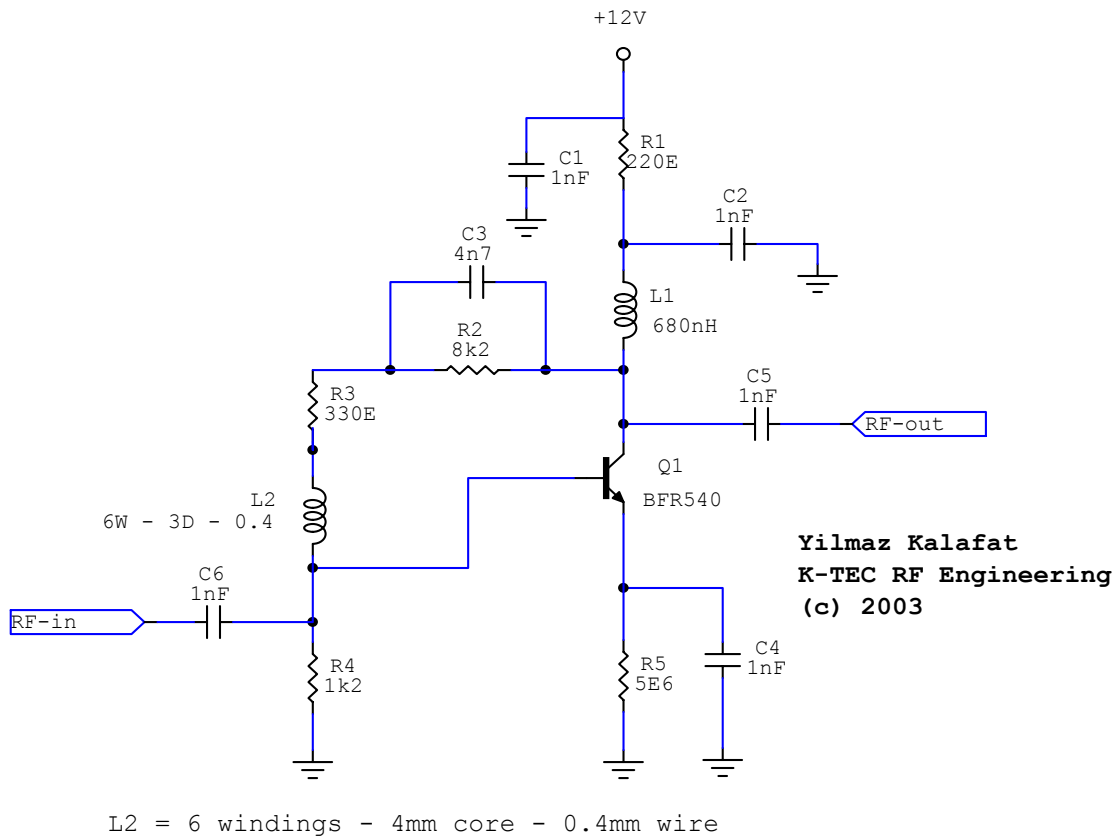 +12V
R1
220E
C1
1nF
C2
1nF
C3
4n7
L1
680nH
R2
8k2
R3
330E
C5
1nF
RF-out
Q1
BFR540
L2
6W - 3D - 0.4
Yilmaz Kalafat
K-TEC RF Engineering
(c) 2003
C6
1nF
RF-in
R4
1k2
R5
5E6
C4
1nF
L2 = 6 windings - 4mm core - 0.4mm wire